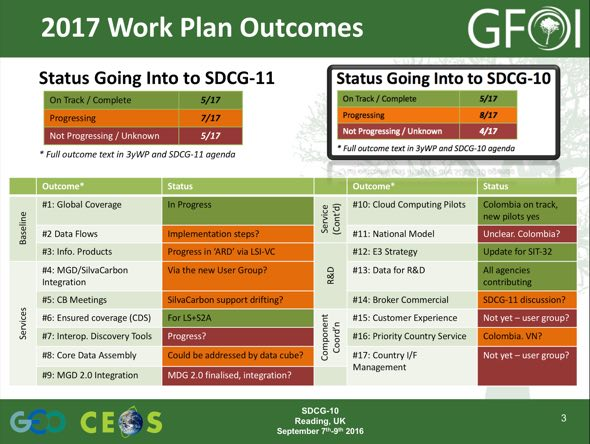 2017 Work Plan Outcomes
GFOI
Status Going Into to SDCG-11
On Track / Complete 5/17
Progressing 7/17
Not Progressing / Unknown 5/17
* Full outcome text in 3yWP and SDCG-11 agenda
Status Going Into to SDCG-10
On Track / Complete 5/17
Progressing 8/17
Not Progressing / Unknown 4/17
* Full outcome text in 3yWP and SDCG-10 agenda
Outcome* Status
Baseline
#1: Global Coverage In Progress
#2 Data Flows Implementation steps?
#3: Info. Products Progress in 'ARD' via LSI-VC
Services
#4: MGD/SilvaCarbon Via the new User Group?
Integration
#5: CB Meetings SilvaCarbon support drifting?
#6: Ensured coverage (CDS) For LS+S2A
#7: Interop. Discovery Tools Progress?
#8: Core Data Assembly Could be addressed by data cube?
#9: MGD 2.0 Integration MDG 2.0 finalised, integration?
Outcome* Status
Service
(Cont'd)
#10: Cloud Computing Pilots Colombia on track,
new pilots yes
#11: National Model Unclear. Colombia?
R&D
#12: E3 Strategy Update for SIT-32
#13: Data for R&D All agencies
contributing
#14: Broker Commercial SDCG-11 discussion?
Component
Coord'n
#15: Customer Experience Not yet – user group?
#16: Priority Country Service Colombia. VN?
#17: Country I/F Not yet – user group?
Management
GEO CEOS
SDCG-10
Reading, UK
September 7th-9th 2016
3